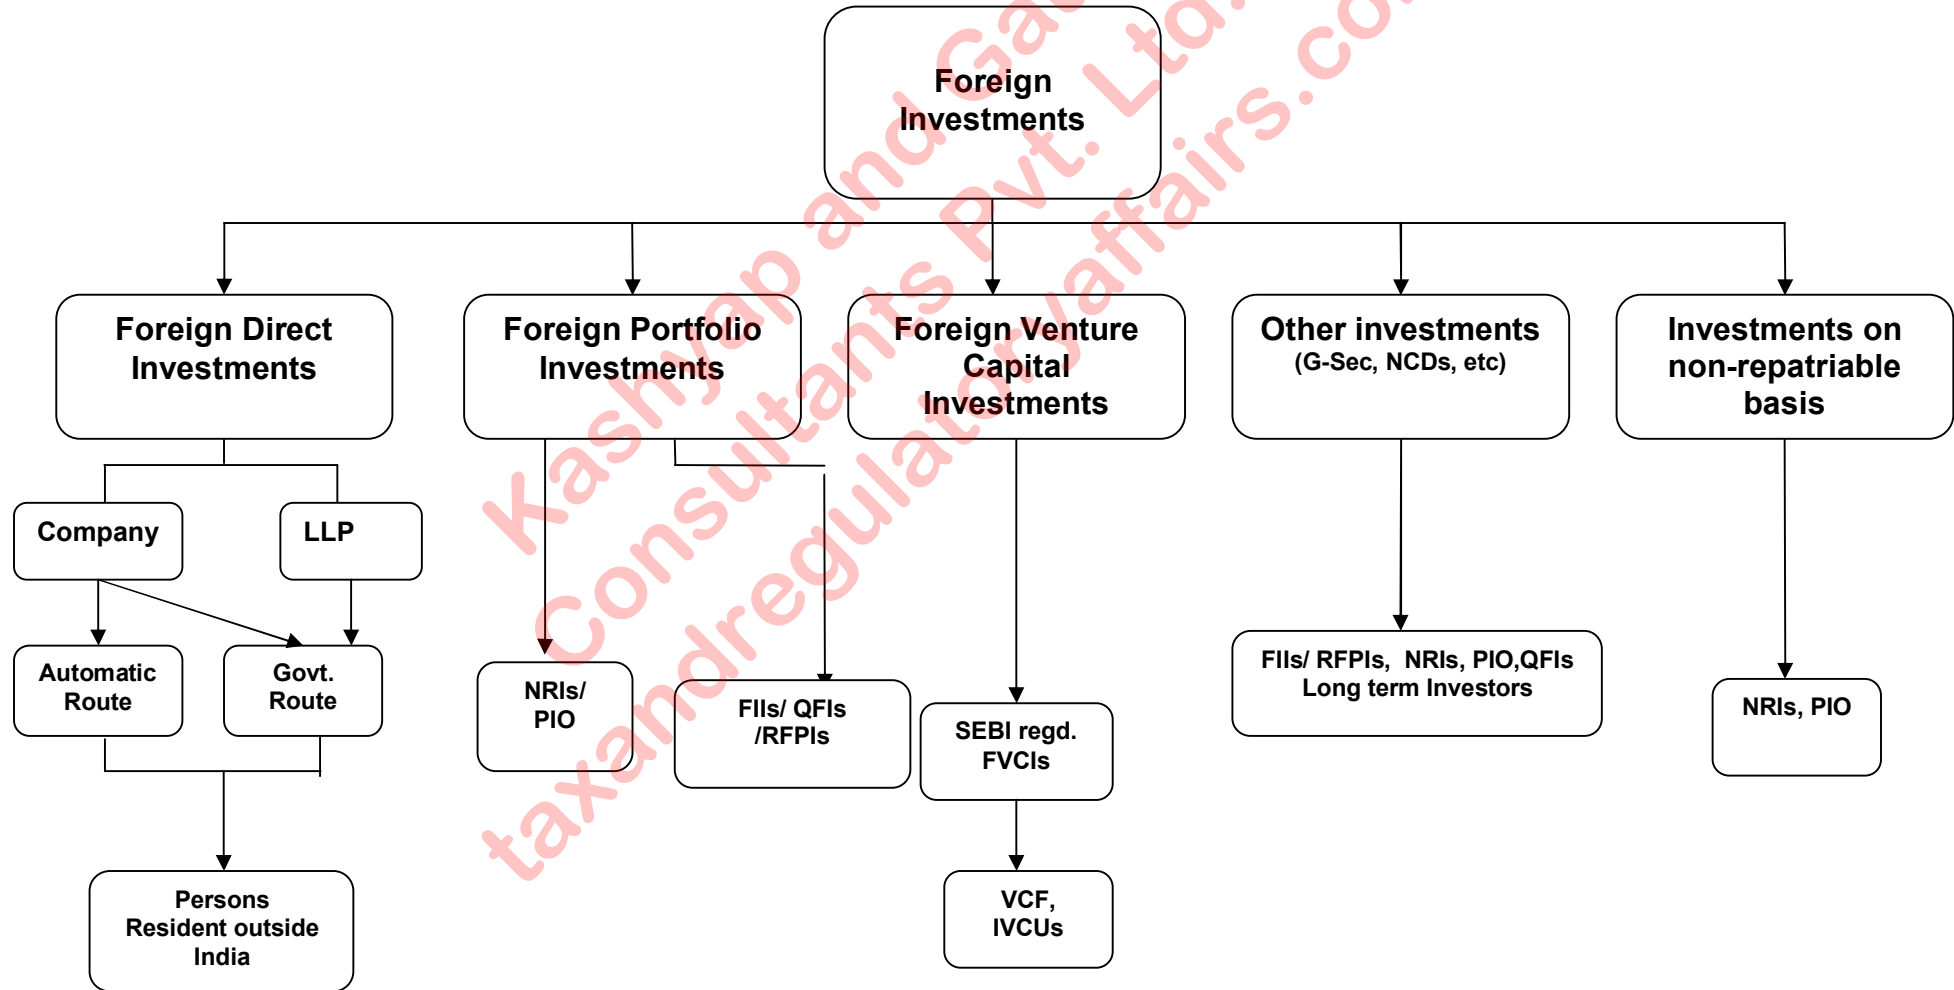 Foreign
Investments
Foreign Direct
Investments
Foreign Portfolio
Investments
Foreign Venture
Capital
Investments
Other investments
(G-Sec, NCDs, etc)
Investments on
non-repatriable
basis
Company
LLP
Automatic
Route
Govt.
Route
NRIs/
PIO
FIIs/ QFIs
/RFPIs
SEBI regd.
FVCIs
FIIs/ RFPIs, NRIs, PIO,QFIs
Long term Investors
NRIs, PIO
Persons
Resident outside
India
VCF,
IVCUs
Kashyap and
Consultants Pvt. Ltd.
taxandregulatoryaffairs.co